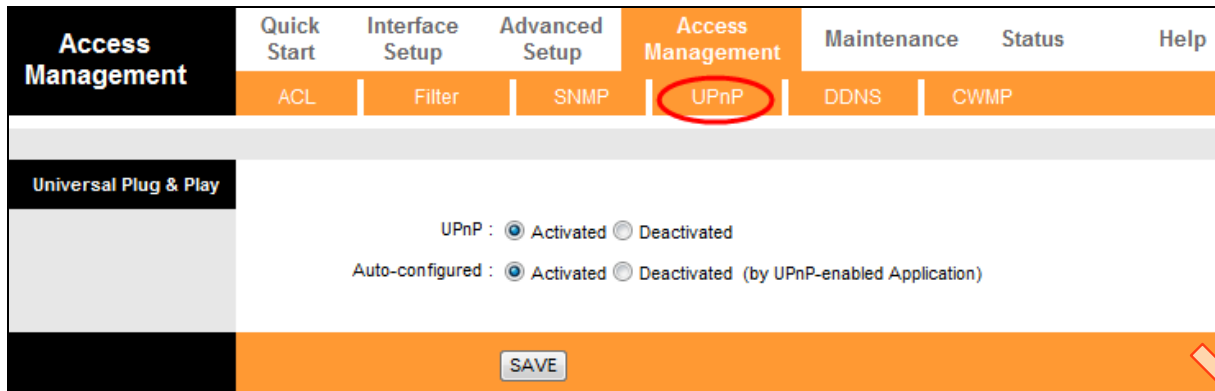 Access Management
Quick Start
Interface Setup
Advanced Setup
Access Management
Maintenance
Status
Help
ACL
Filter
SNMP
UPnP
DDNS
CWMP
Universal Plug & Play
UPnP : Activated Deactivated
Auto-configured : Activated Deactivated (by UPnP-enabled Application)
SAVE